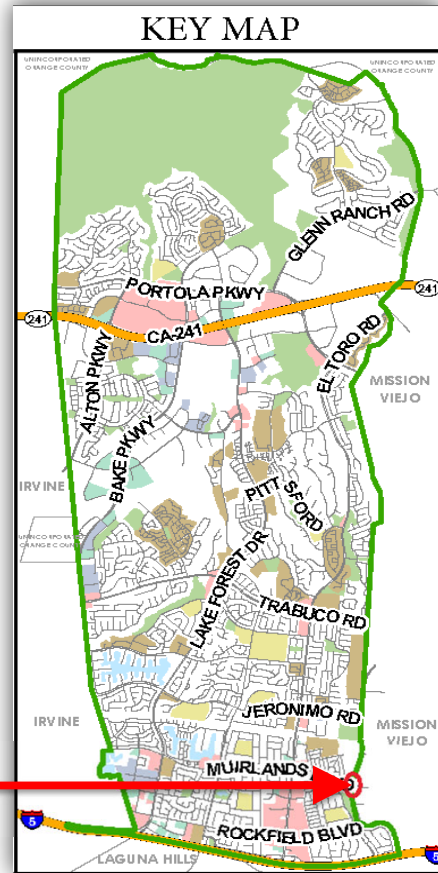 KEY MAP
UNINCORPORATED
ORANGE COUNTY
UNINCORPORATED
ORANGE COUNTY
GLENN RANCH RD
PORTOLA PKWY
241
241
CA-241
EL TORO RD
ALTON PKWY
MISSION
VIEJO
BAKE PKWY
IRVINE
PITTSFORD
UNINCORPORATED
ORANGE COUNTY
LAKE FOREST DR
TRABUCO RD
IRVINE
JERONIMO RD
MISSION
VIEJO
MUIRLANDS
5
ROCKFIELD BLVD
5
LAGUNA HILLS